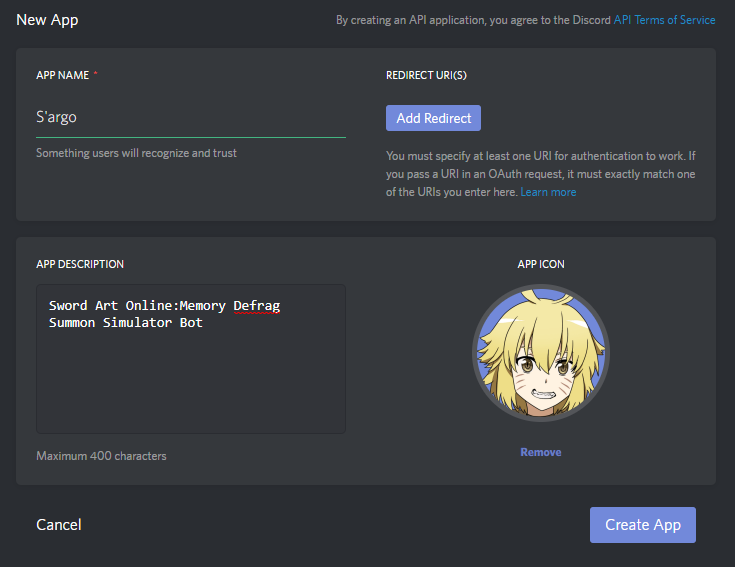 New App
By creating an API application, you agree to the Discord API Terms of Service
APP NAME *
S'argo
Something users will recognize and trust
REDIRECT URI(S)
Add Redirect
You must specify at least one URI for authentication to work. If
you pass a URI in an OAuth request, it must exactly match one
of the URIs you enter here. Learn more
APP DESCRIPTION
Sword Art Online:Memory Defrag
Summon Simulator Bot
Maximum 400 characters
APP ICON
Remove
Cancel
Create App